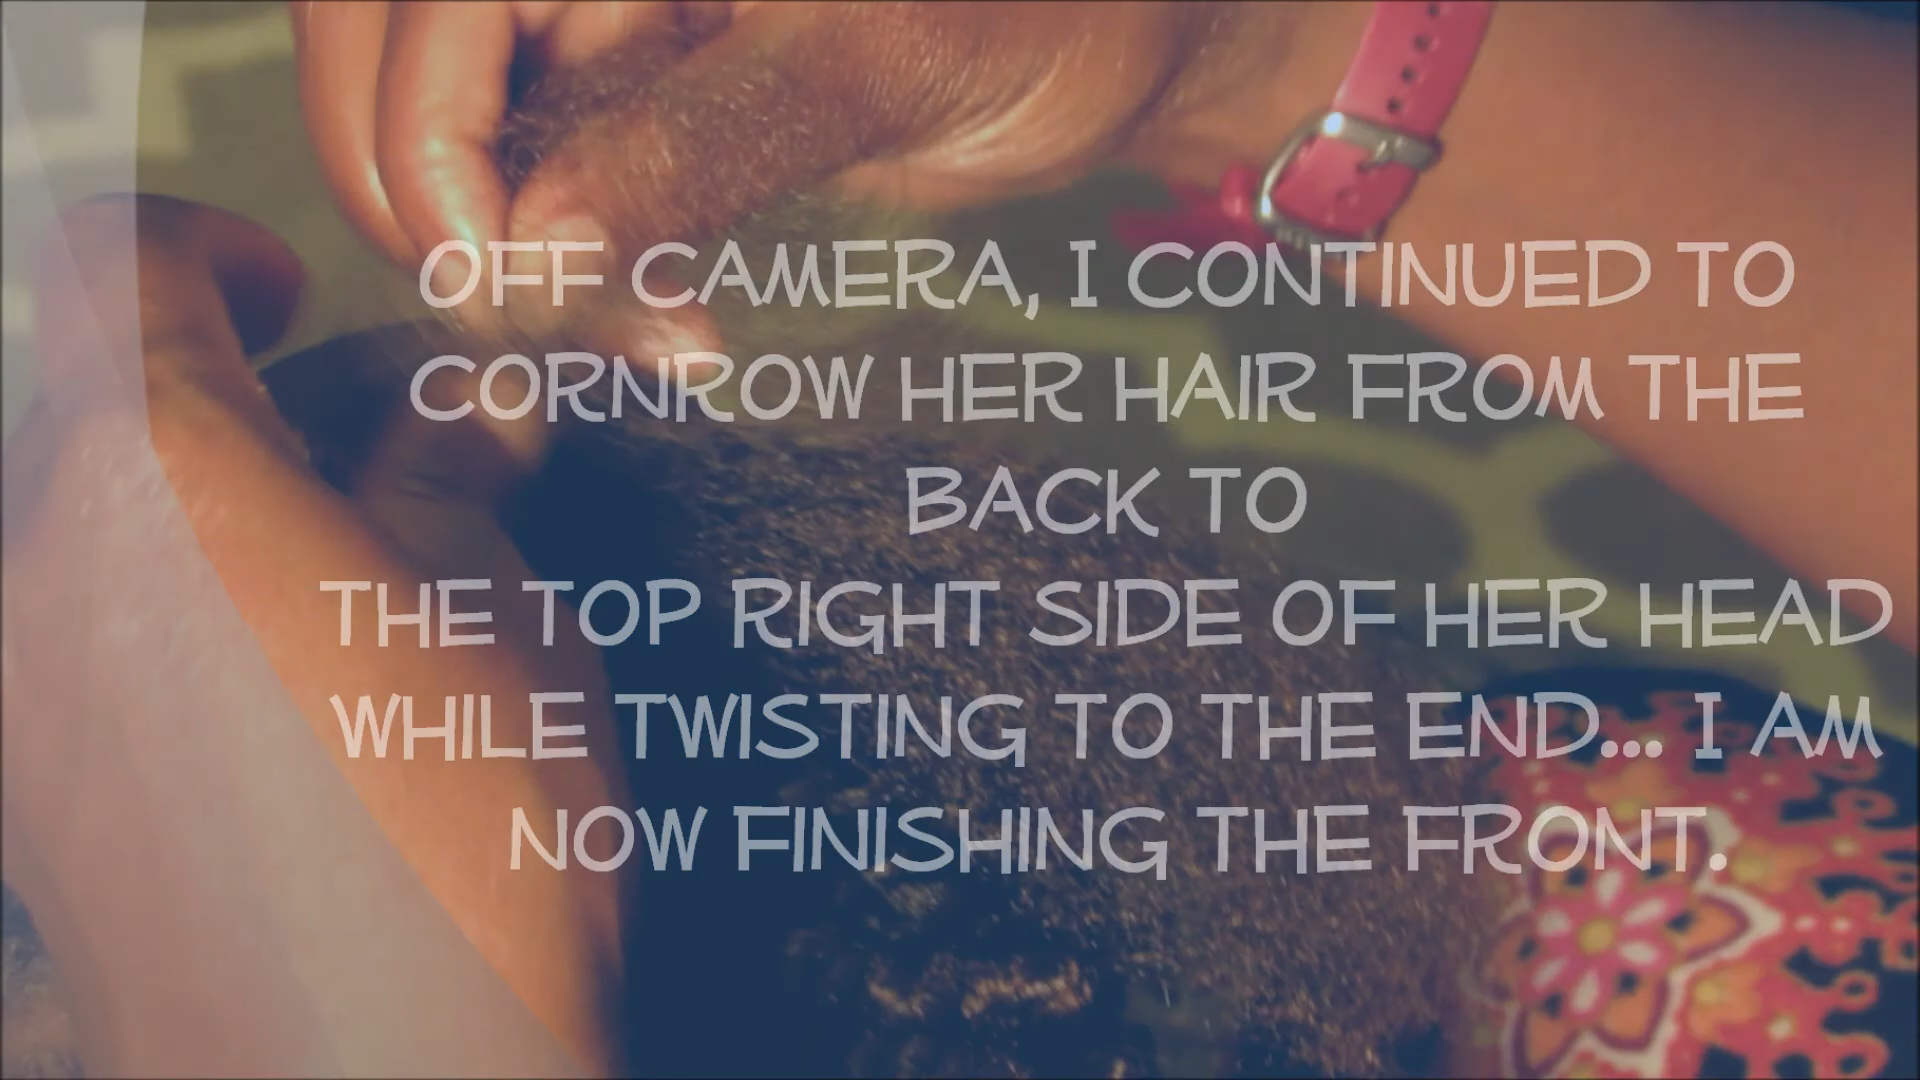 OFF CAMERA, I CONTINUED TO
CORNROW HER HAIR FROM THE
BACK TO
THE TOP RIGHT SIDE OF HER HEAD
WHILE TWISTING TO THE END... I AM
NOW FINISHING THE FRONT.